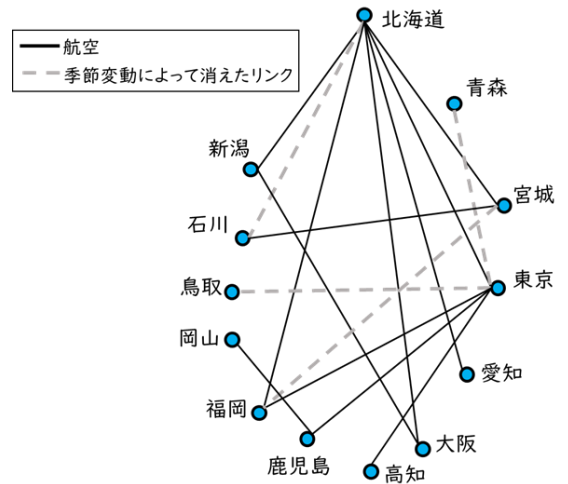 北海道
航空
季節変動によって消えたリンク
青森
新潟
宮城
石川
東京
鳥取
岡山
愛知
福岡
大阪
鹿児島
高知